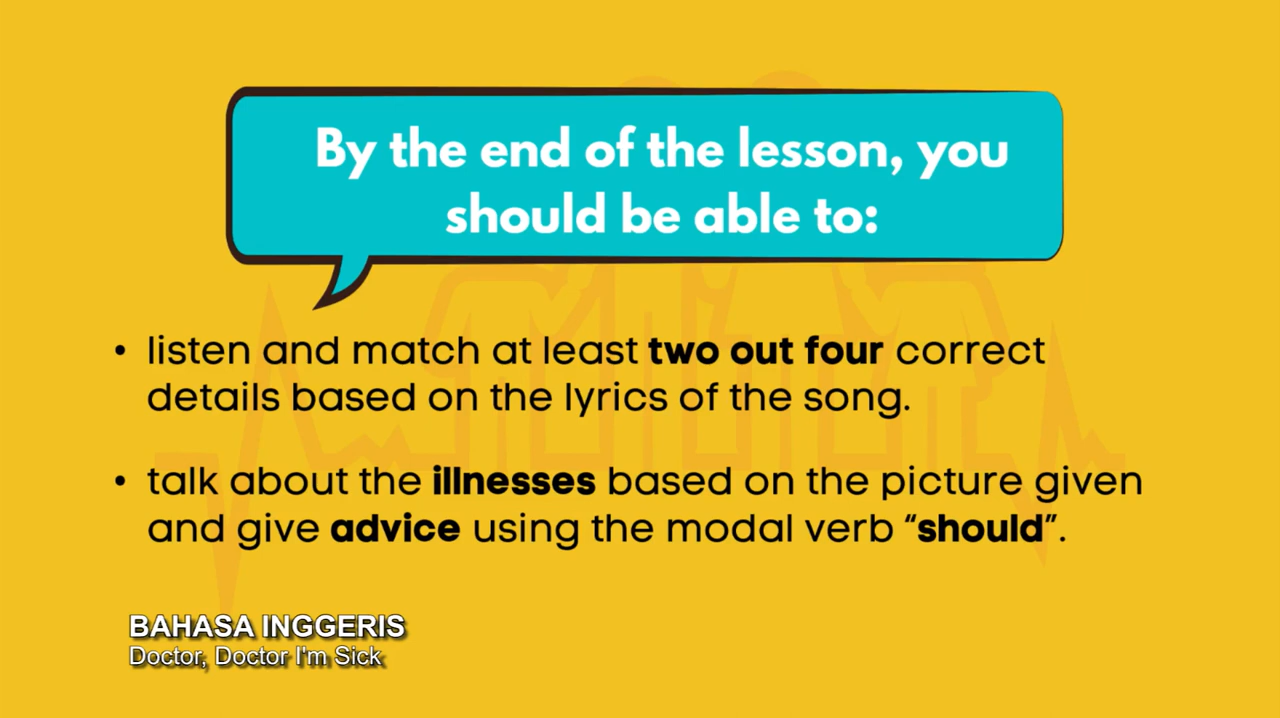 By the end of the lesson, you
should be able to:
• listen and match at least two out four correct
details based on the lyrics of the song.
• talk about the illnesses based on the picture given
and give advice using the modal verb “should”.
BAHASA INGGERIS
Doctor, Doctor I'm Sick